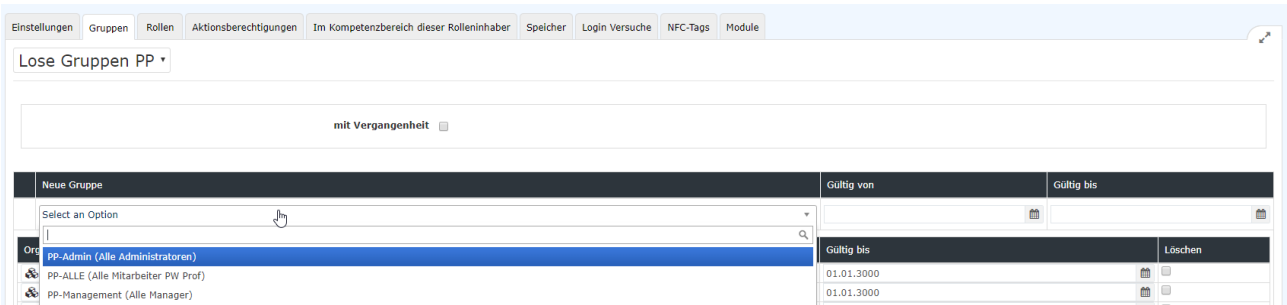 Einstellungen Gruppen Rollen Aktionsberechtigungen Im Kompetenzbereich dieser Rolleninhaber Speicher Login Versuche NFC-Tags Module
Lose Gruppen PP
mit Vergangenheit
Neue Gruppe Gültig von Gültig bis
Select an Option
Org Gültig bis Löschen
PP-Admin (Alle Administratoren)
PP-ALLE (Alle Mitarbeiter PW Prof) 01.01.3000
PP-Management (Alle Manager) 01.01.3000